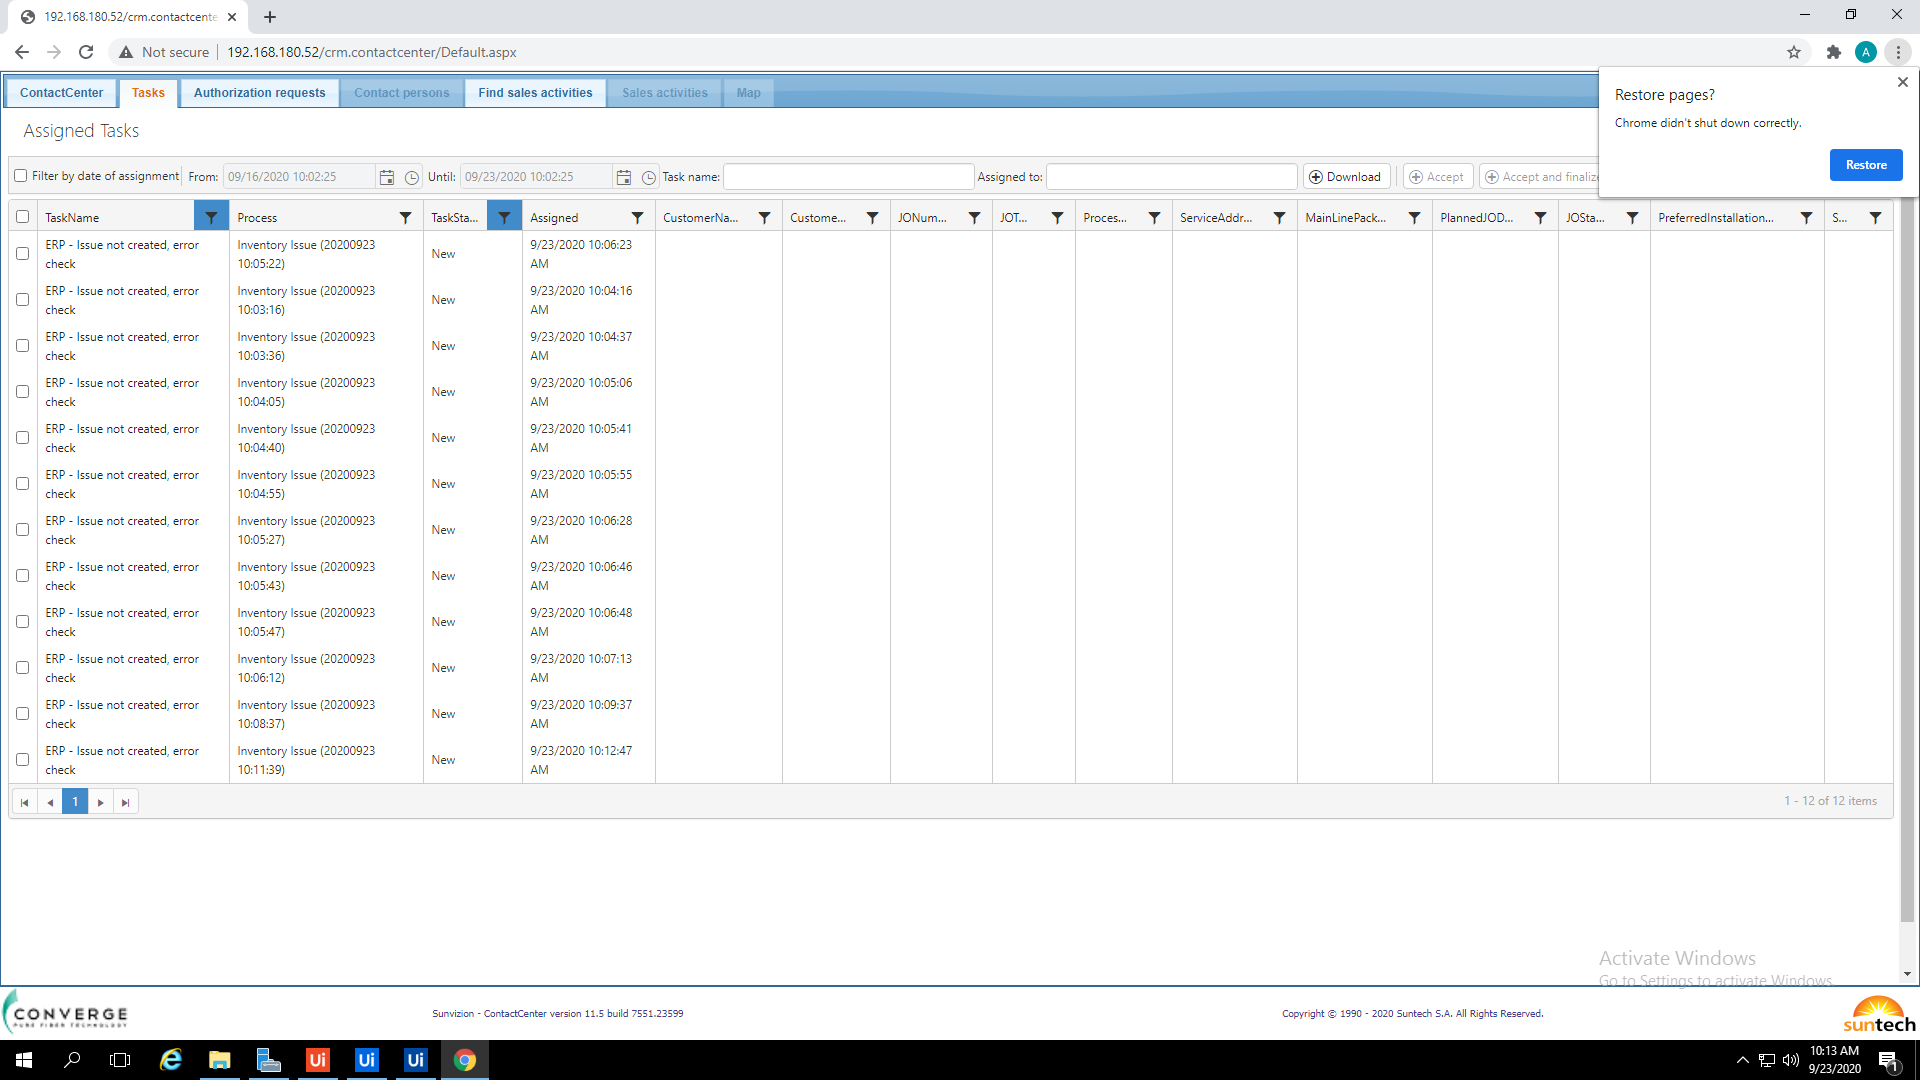 192.168.180.52/crm.contactcente
Not secure
192.168.180.52/crm.contactcenter/Default.aspx
A
ContactCenter
Tasks
Authorization requests
Contact persons
Find sales activities
Sales activities
Map
Restore pages?
Chrome didn't shut down correctly.
Restore
Assigned Tasks
Filter by date of assignment
From:
09/16/2020 10:02:25
Until:
09/23/2020 10:02:25
Task name:
Assigned to:
Download
Accept
Accept and finalize
TaskName
Process
TaskSta...
Assigned
CustomerNa...
Custome...
JONum...
JOT...
Proces...
ServiceAddr...
MainLinePack...
PlannedJOD...
JOSta...
PreferredInstallation...
S...
ERP - Issue not created, error
check
Inventory Issue (20200923
10:05:22)
New
9/23/2020 10:06:23
AM
ERP - Issue not created, error
check
Inventory Issue (20200923
10:03:16)
New
9/23/2020 10:04:16
AM
ERP - Issue not created, error
check
Inventory Issue (20200923
10:03:36)
New
9/23/2020 10:04:37
AM
ERP - Issue not created, error
check
Inventory Issue (20200923
10:04:05)
New
9/23/2020 10:05:06
AM
ERP - Issue not created, error
check
Inventory Issue (20200923
10:04:40)
New
9/23/2020 10:05:41
AM
ERP - Issue not created, error
check
Inventory Issue (20200923
10:04:55)
New
9/23/2020 10:05:55
AM
ERP - Issue not created, error
check
Inventory Issue (20200923
10:05:27)
New
9/23/2020 10:06:28
AM
ERP - Issue not created, error
check
Inventory Issue (20200923
10:05:43)
New
9/23/2020 10:06:46
AM
ERP - Issue not created, error
check
Inventory Issue (20200923
10:05:47)
New
9/23/2020 10:06:48
AM
ERP - Issue not created, error
check
Inventory Issue (20200923
10:06:12)
New
9/23/2020 10:07:13
AM
ERP - Issue not created, error
check
Inventory Issue (20200923
10:08:37)
New
9/23/2020 10:09:37
AM
ERP - Issue not created, error
check
Inventory Issue (20200923
10:11:39)
New
9/23/2020 10:12:47
AM
1
1 - 12 of 12 items
Activate Windows
Go to Settings to activate Windows.
CONVERGE
PURE FIBER TECHNOLOGY
Sunvizion - ContactCenter version 11.5 build 7551.23599
Copyright © 1990 - 2020 Suntech S.A. All Rights Reserved.
suntech
Ui
Ui
Ui
10:13 AM
9/23/2020
1